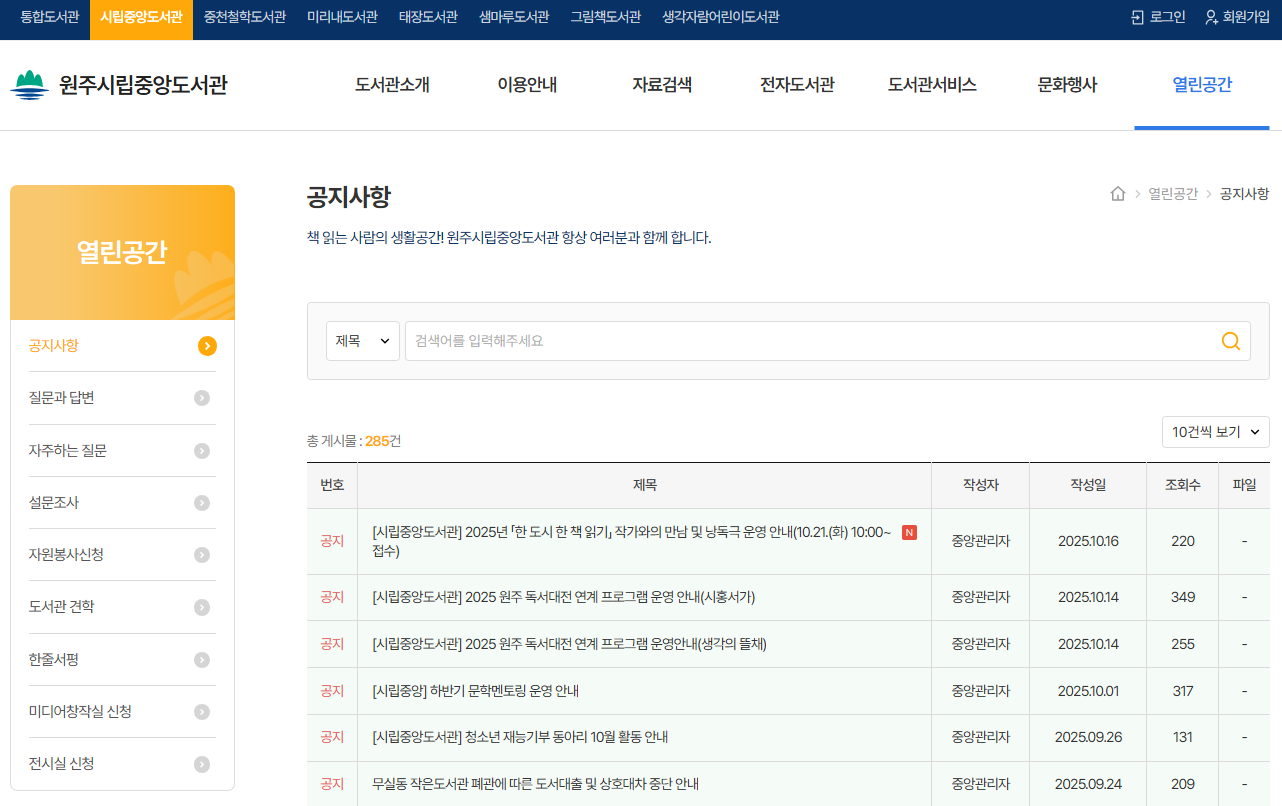 통합도서관 시립중앙도서관 중천철학도서관 미리내도서관 태장도서관 샘마루도서관 그림책도서관 생각자람어린이도서관 로그인 회원가입
원주시립중앙도서관 도서관소개 이용안내 자료검색 전자도서관 도서관서비스 문화행사 열린공간
열린공간
공지사항
질문과 답변
자주하는 질문
설문조사
자원봉사신청
도서관 견학
한줄서평
미디어창작실 신청
전시실 신청
공지사항
열린공간 공지사항
책 읽는 사람의 생활공간! 원주시립중앙도서관 항상 여러분과 함께 합니다.
제목 검색어를 입력해주세요
총 게시물 : 285건 10건씩 보기
번호 제목 작성자 작성일 조회수 파일
공지 [시립중앙도서관] 2025년 「한 도시 한 책 읽기」 작가와의 만남 및 낭독극 운영 안내(10.21.(화) 10:00~ N
접수) 중앙관리자 2025.10.16 220 -
공지 [시립중앙도서관] 2025 원주 독서대전 연계 프로그램 운영 안내(시홍서가) 중앙관리자 2025.10.14 349 -
공지 [시립중앙도서관] 2025 원주 독서대전 연계 프로그램 운영안내(생각의 뜰채) 중앙관리자 2025.10.14 255 -
공지 [시립중앙] 하반기 문학멘토링 운영 안내 중앙관리자 2025.10.01 317 -
공지 [시립중앙도서관] 청소년 재능기부 동아리 10월 활동 안내 중앙관리자 2025.09.26 131 -
공지 무실동 작은도서관 폐관에 따른 도서대출 및 상호대차 중단 안내 중앙관리자 2025.09.24 209 -